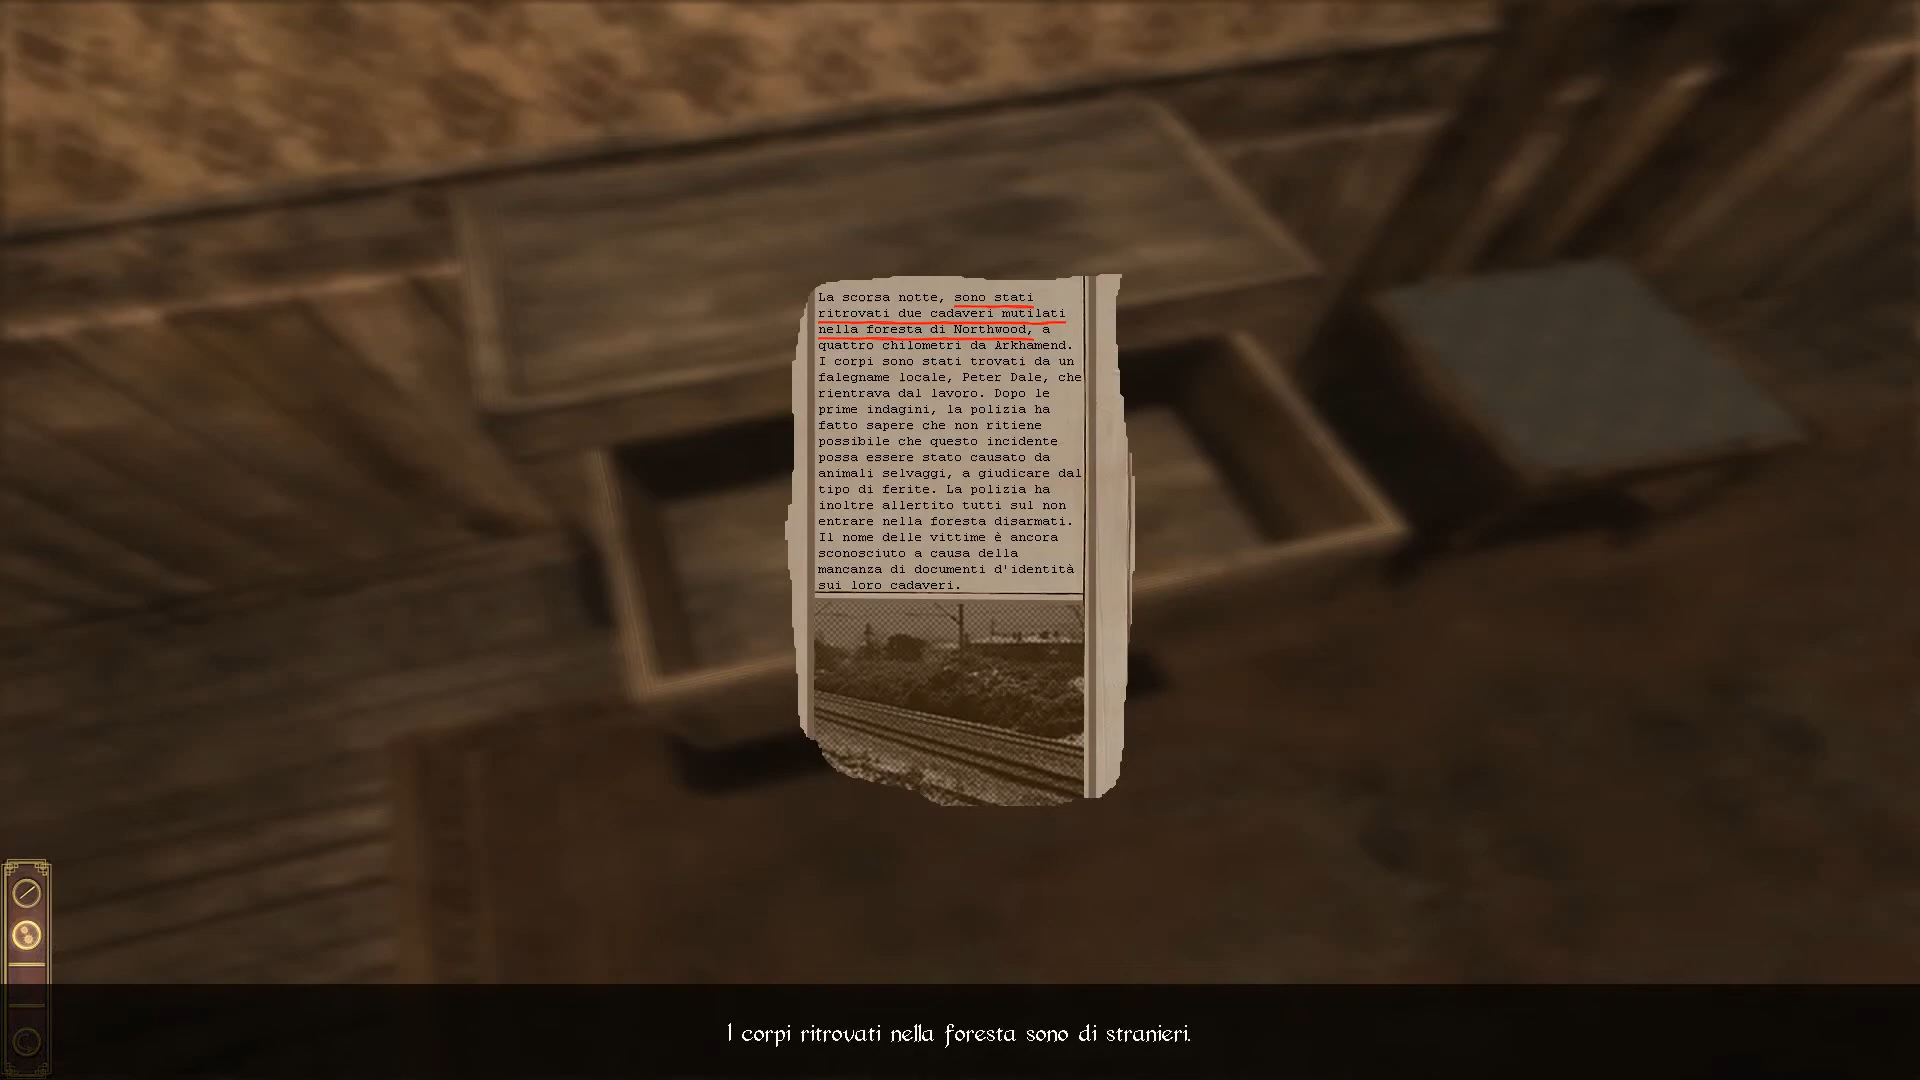 La scorsa notte, sono stati
ritrovati due cadaveri mutilati
nella foresta di Northwood, a
quattro chilometri da Arkhamend.
I corpi sono stati trovati da un
falegname locale, Peter Dale, che
rientrava dal lavoro. Dopo le
prime indagini, la polizia ha
fatto sapere che non ritiene
possibile che questo incidente
possa essere stato causato da
animali selvaggi, a giudicare dal
tipo di ferite. La polizia ha
inoltre allertito tutti sul non
entrare nella foresta disarmati.
Il nome delle vittime è ancora
sconosciuto a causa della
mancanza di documenti d'identità
sui loro cadaveri.
I corpi ritrovati nella foresta sono di stranieri.